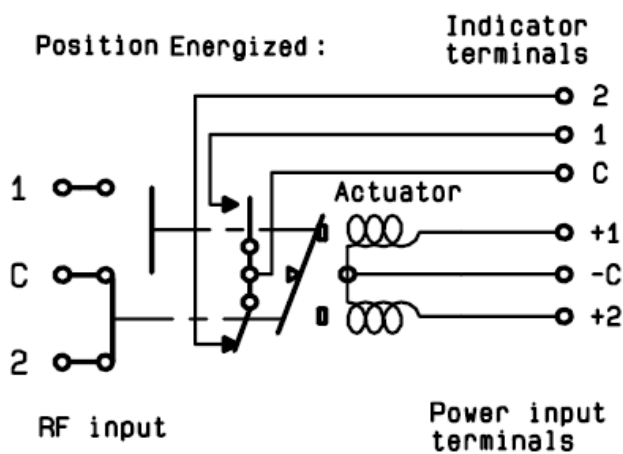 Position Energized :
Indicator
terminals
2
1
C
1
Actuator
+1
C
-C
+2
2
RF input
Power input
terminals